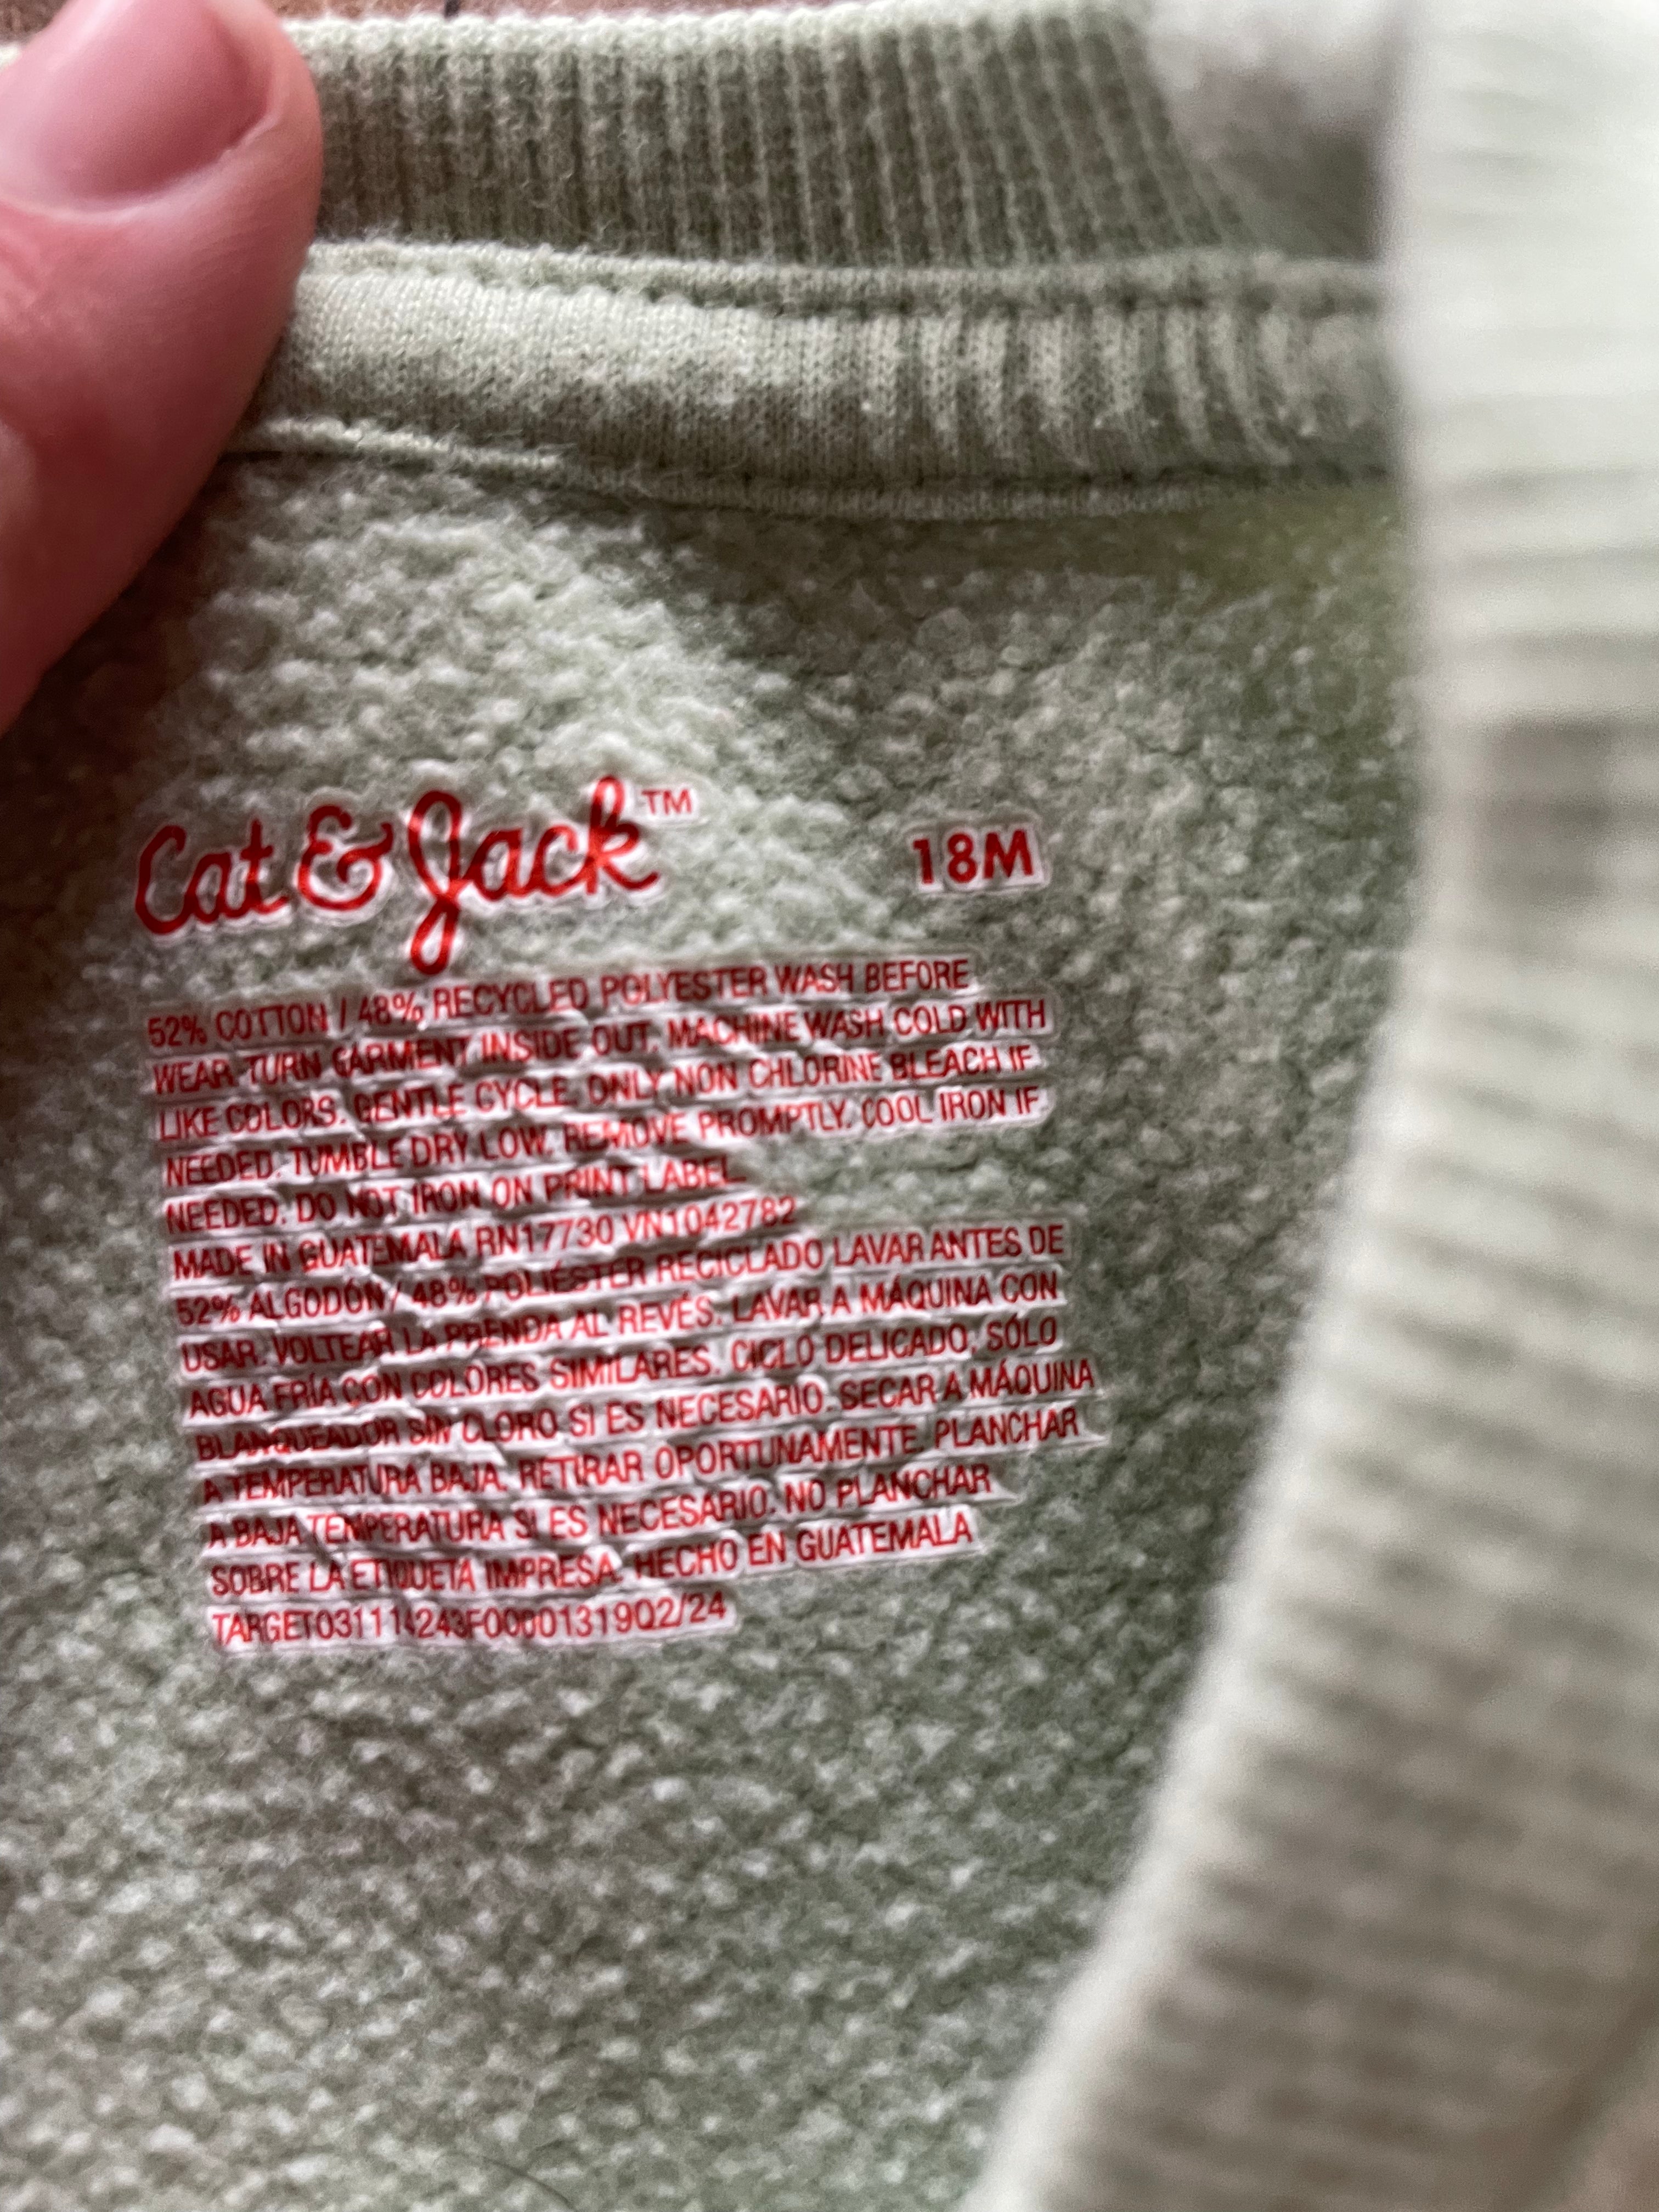 Cat & Jack™ 18M
52% COTTON / 48% RECYCLED POLYESTER WASH BEFORE
WEAR. TURN GARMENT INSIDE OUT. MACHINE WASH COLD WITH
LIKE COLORS. GENTLE CYCLE. ONLY NON CHLORINE BLEACH IF
NEEDED. TUMBLE DRY LOW. REMOVE PROMPTLY. COOL IRON IF
NEEDED. DO NOT IRON ON PRINT LABEL
MADE IN GUATEMALA RN17730 VN1042782
52% ALGODÓN / 48% POLIÉSTER RECICLADO LAVAR ANTES DE
USAR. VOLTEAR LA PRENDA AL REVÉS. LAVAR A MÁQUINA CON
AGUA FRÍA CON COLORES SIMILARES. CICLO DELICADO. SÓLO
BLANQUEADOR SIN CLORO SI ES NECESARIO. SECAR A MÁQUINA
A TEMPERATURA BAJA. RETIRAR OPORTUNAMENTE. PLANCHAR
A BAJA TEMPERATURA SI ES NECESARIO. NO PLANCHAR
SOBRE LA ETIQUETA IMPRESA. HECHO EN GUATEMALA